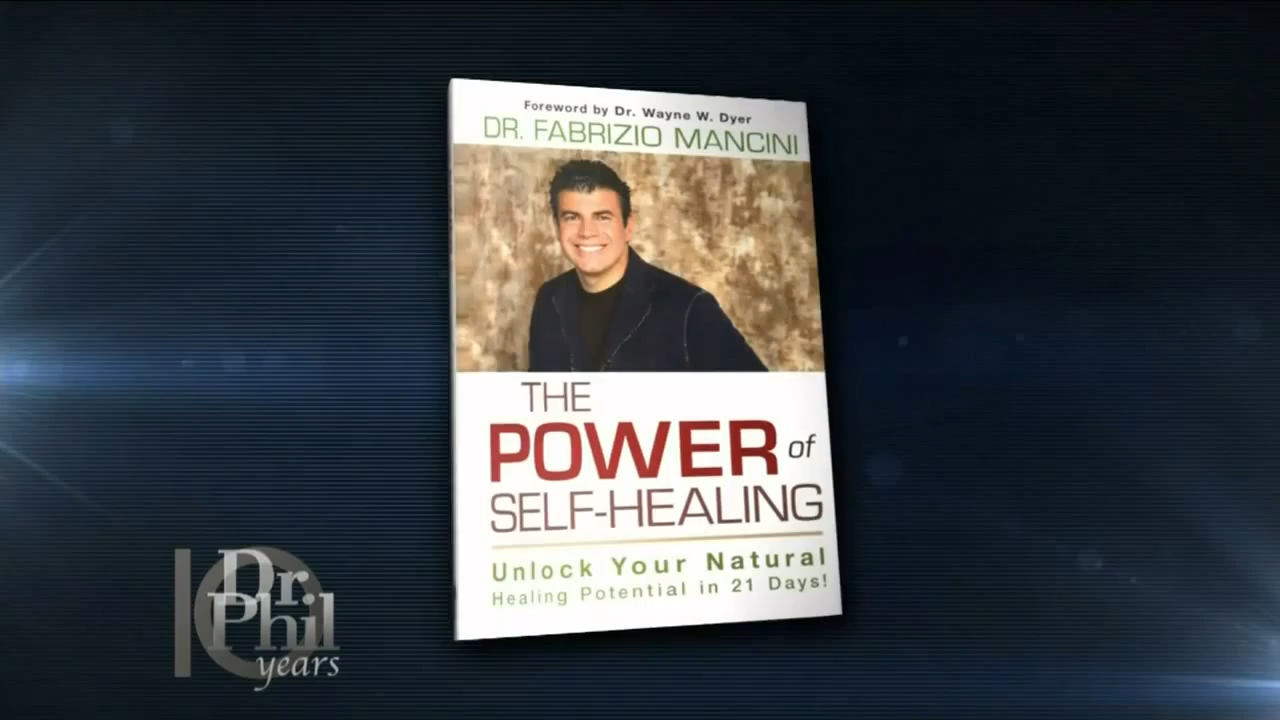 Foreword by Dr. Wayne W. Dyer
DR. FABRIZIO MANCINI
THE
POWER of
SELF-HEALING
Unlock Your Natural
Healing Potential in 21 Days!
10
Dr.
Phil
years